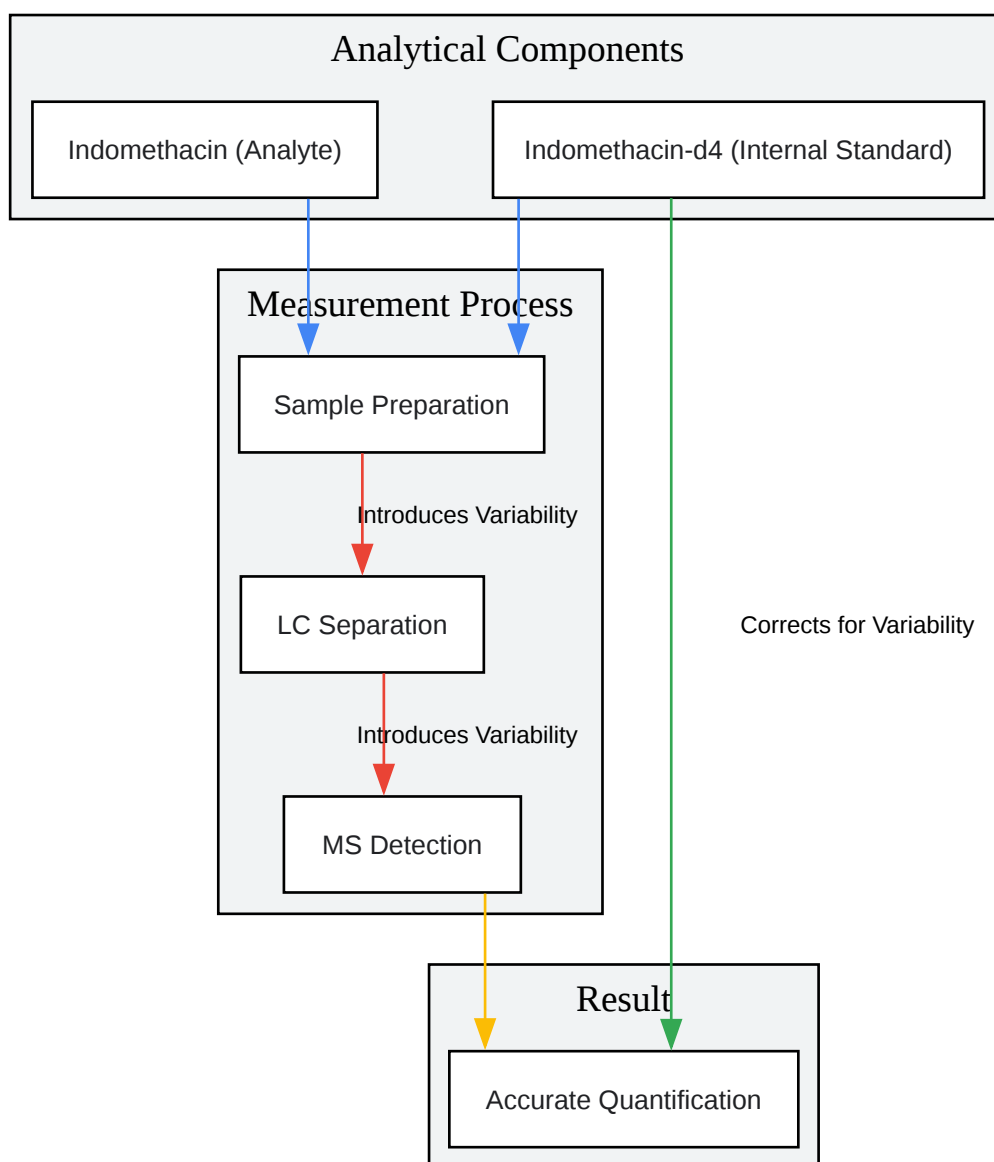 Analytical Components
Indomethacin (Analyte)
Indomethacin-d4 (Internal Standard)
Measurement Process
Sample Preparation
Introduces Variability
LC Separation
Corrects for Variability
Introduces Variability
MS Detection
Result
Accurate Quantification